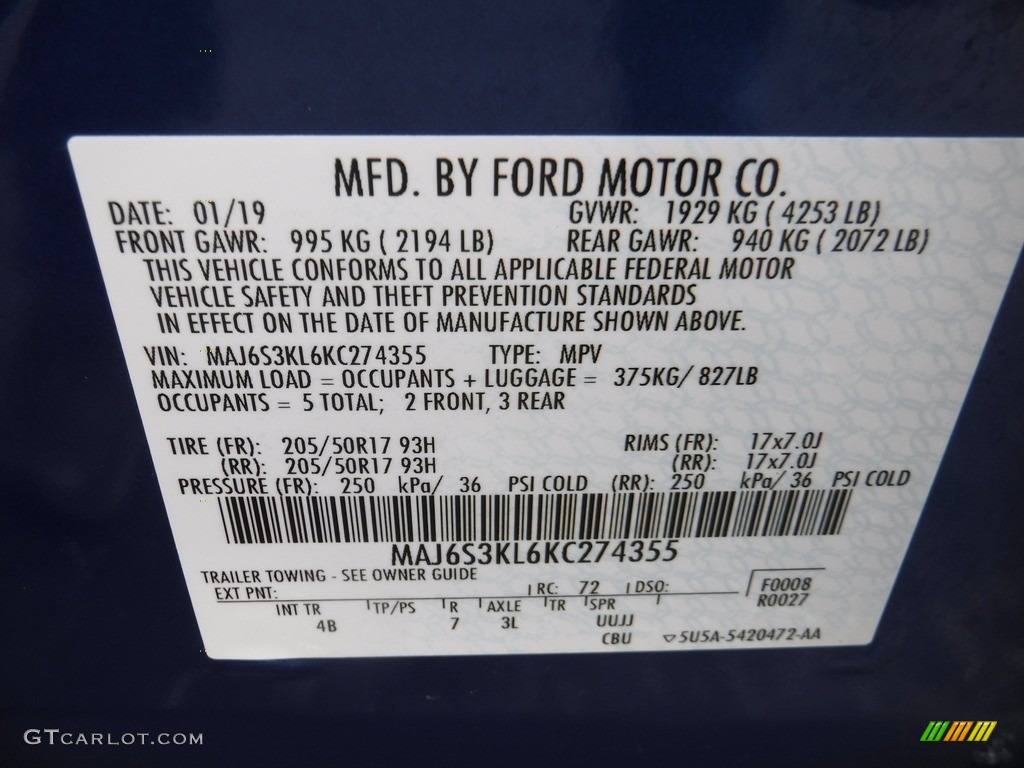 MFD. BY FORD MOTOR CO.
DATE: 01/19 GVWR: 1929 KG ( 4253 LB)
FRONT GAWR: 995 KG ( 2194 LB) REAR GAWR: 940 KG ( 2072 LB)
THIS VEHICLE CONFORMS TO ALL APPLICABLE FEDERAL MOTOR
VEHICLE SAFETY AND THEFT PREVENTION STANDARDS
IN EFFECT ON THE DATE OF MANUFACTURE SHOWN ABOVE.
VIN: MAJ6S3KL6KC274355 TYPE: MPV
MAXIMUM LOAD = OCCUPANTS + LUGGAGE = 375KG/ 827LB
OCCUPANTS = 5 TOTAL; 2 FRONT, 3 REAR
TIRE (FR): 205/50R17 93H RIMS (FR): 17x7.0J
(RR): 205/50R17 93H (RR): 17x7.0J
PRESSURE (FR): 250 kPa/ 36 PSI COLD (RR): 250 kPa/ 36 PSI COLD
MAJ6S3KL6KC274355
TRAILER TOWING - SEE OWNER GUIDE
EXT PNT: RC: 72 DSO: F0008
R0027
INT TR TP/PS R AXLE TR SPR
4B 7 3L UUJJ
CBU 5U5A-5420472-AA
GTCARLOT.COM